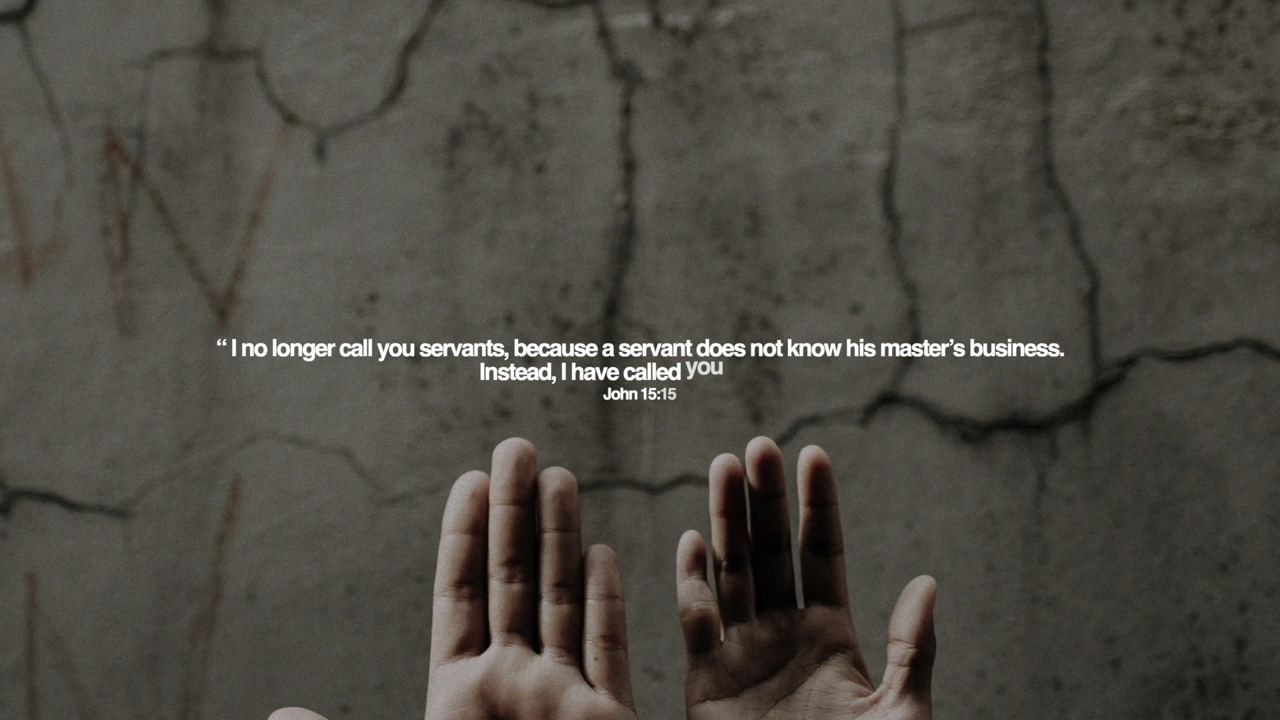 “ I no longer call you servants, because a servant does not know his master’s business.
Instead, I have called you
John 15:15